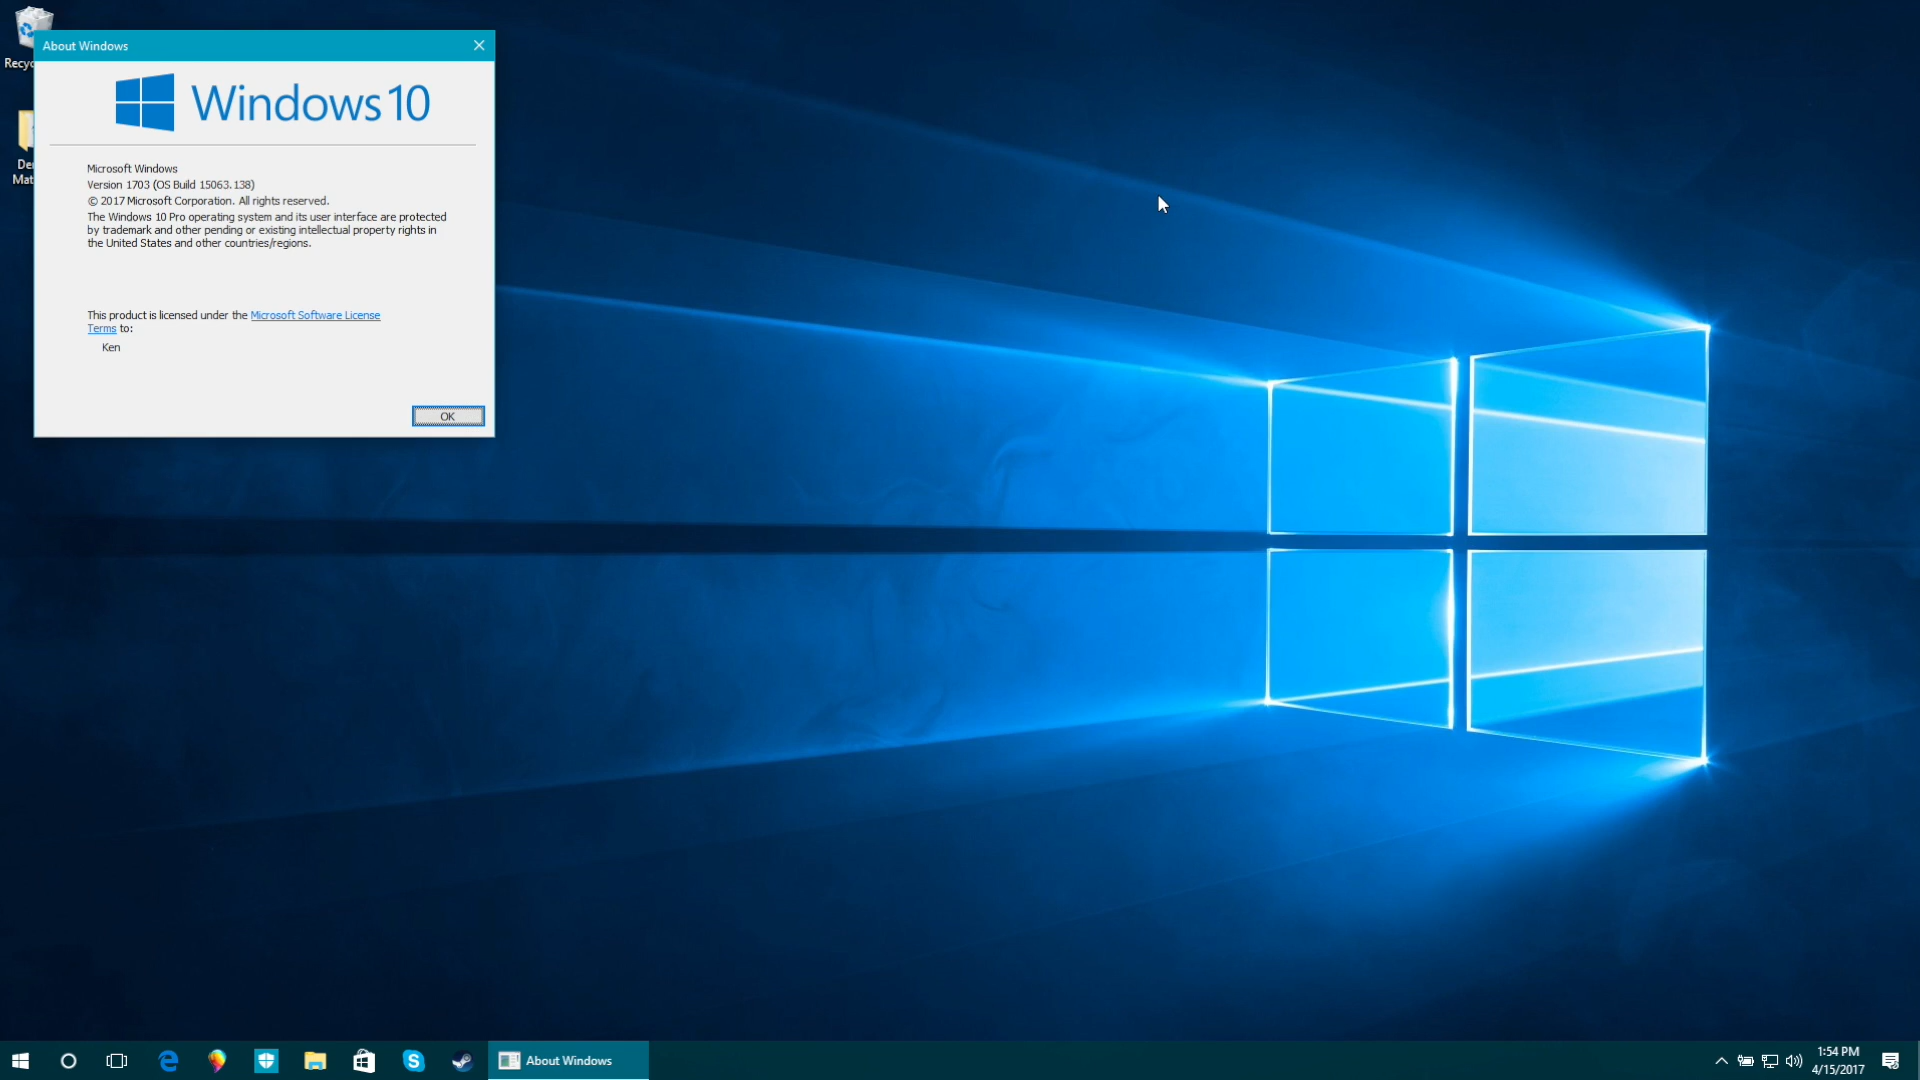 About Windows
Recyc
Windows 10
Microsoft Windows
Version 1703 (OS Build 15063.138)
© 2017 Microsoft Corporation. All rights reserved.
The Windows 10 Pro operating system and its user interface are protected
by trademark and other pending or existing intellectual property rights in
the United States and other countries/regions.
De
Mat
This product is licensed under the Microsoft Software License
Terms to:
Ken
OK
About Windows
1:54 PM
4/15/2017